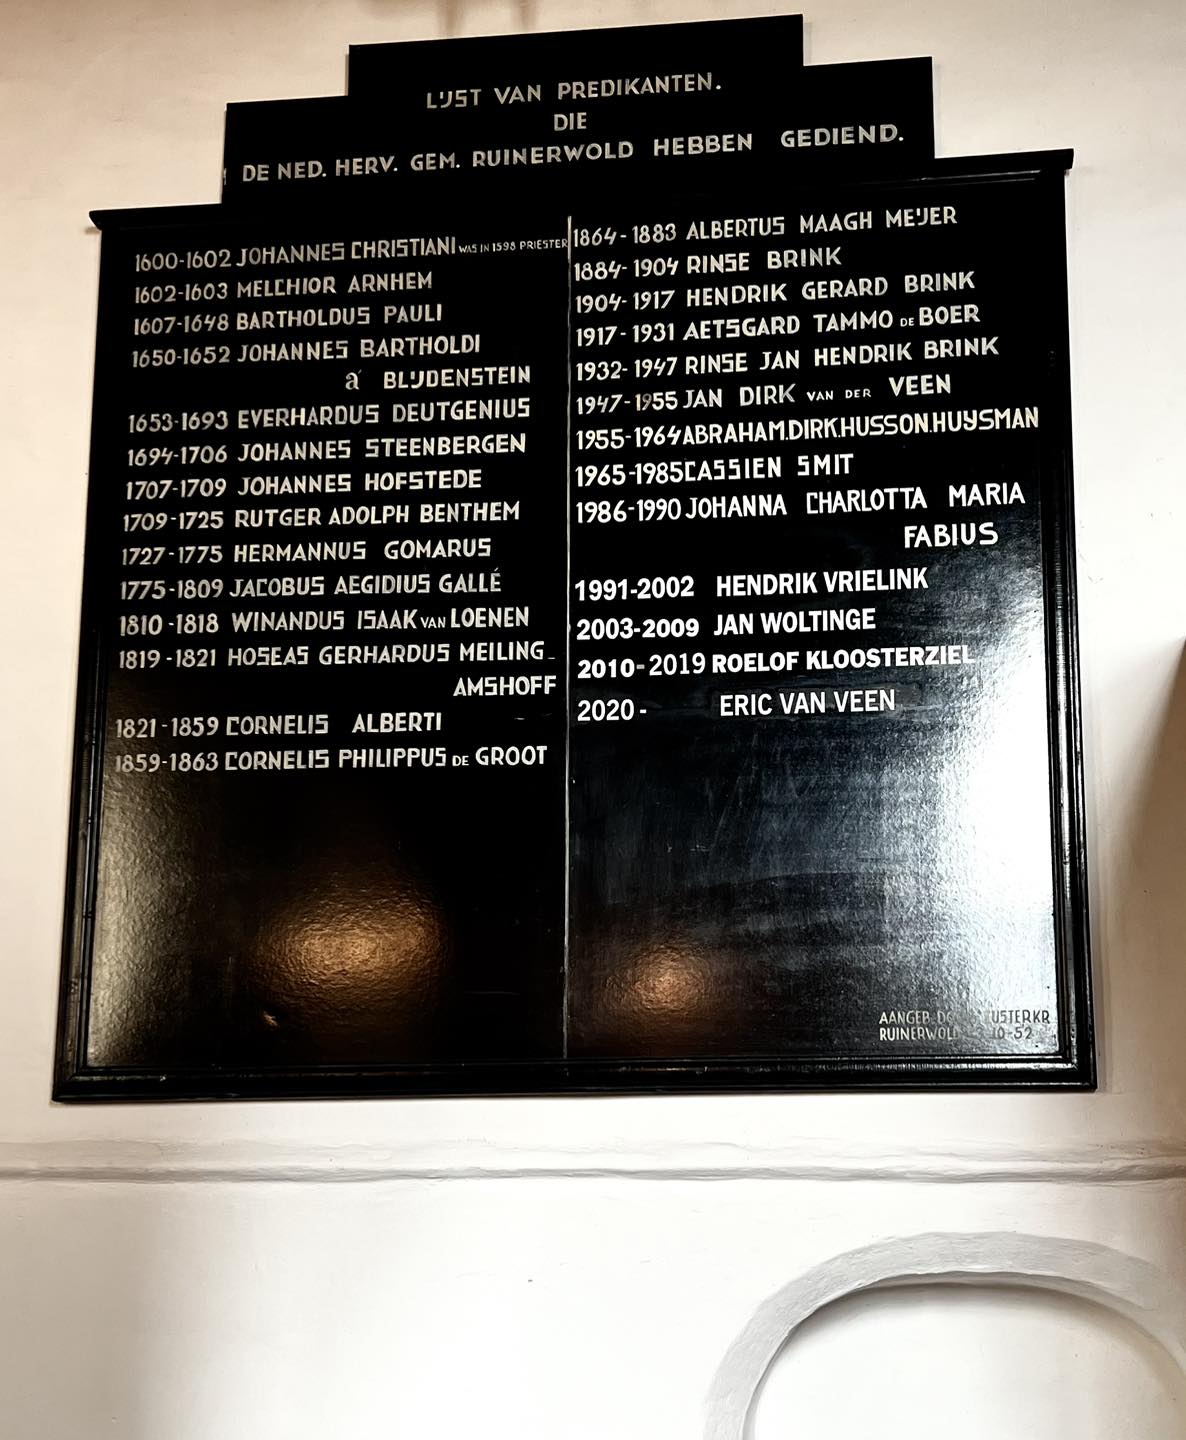 LIJST VAN PREDIKANTEN.
DIE
DE NED. HERV. GEM. RUINERWOLD HEBBEN GEDIEND.
1600-1602 JOHANNES CHRISTIANI WAS IN 1598 PRIESTER
1602-1603 MELCHIOR ARNHEM
1607-1648 BARTHOLDUS PAULI
1650-1652 JOHANNES BARTHOLDI
a´ BLIJDENSTEIN
1653-1693 EVERHARDUS DEUTGENIUS
1694-1706 JOHANNES STEENBERGEN
1707-1709 JOHANNES HOFSTEDE
1709-1725 RUTGER ADOLPH BENTHEM
1727-1775 HERMANNUS GOMARUS
1775-1809 JACOBUS AEGIDIUS GALLÉ
1810-1818 WINANDUS ISAAK VAN LOENEN
1819-1821 HOSEAS GERHARDUS MEILING-
AMSHOFF
1821-1859 CORNELIS ALBERTI
1859-1863 CORNELIS PHILIPPUS DE GROOT
1864-1883 ALBERTUS MAAGH MEIJER
1884-1904 RINSE BRINK
1904-1917 HENDRIK GERARD BRINK
1917-1931 AETSGARD TAMMO DE BOER
1932-1947 RINSE JAN HENDRIK BRINK
1947-1955 JAN DIRK VAN DER VEEN
1955-1964 ABRAHAM.DIRK.HUSSON.HUYSMAN
1965-1985 CASSIEN SMIT
1986-1990 JOHANNA CHARLOTTA MARIA
FABIUS
1991-2002 HENDRIK VRIELINK
2003-2009 JAN WOLTINGE
2010-2019 ROELOF KLOOSTERZIEL
2020- ERIC VAN VEEN
AANGEB.
RUINERWOLD 10-52.